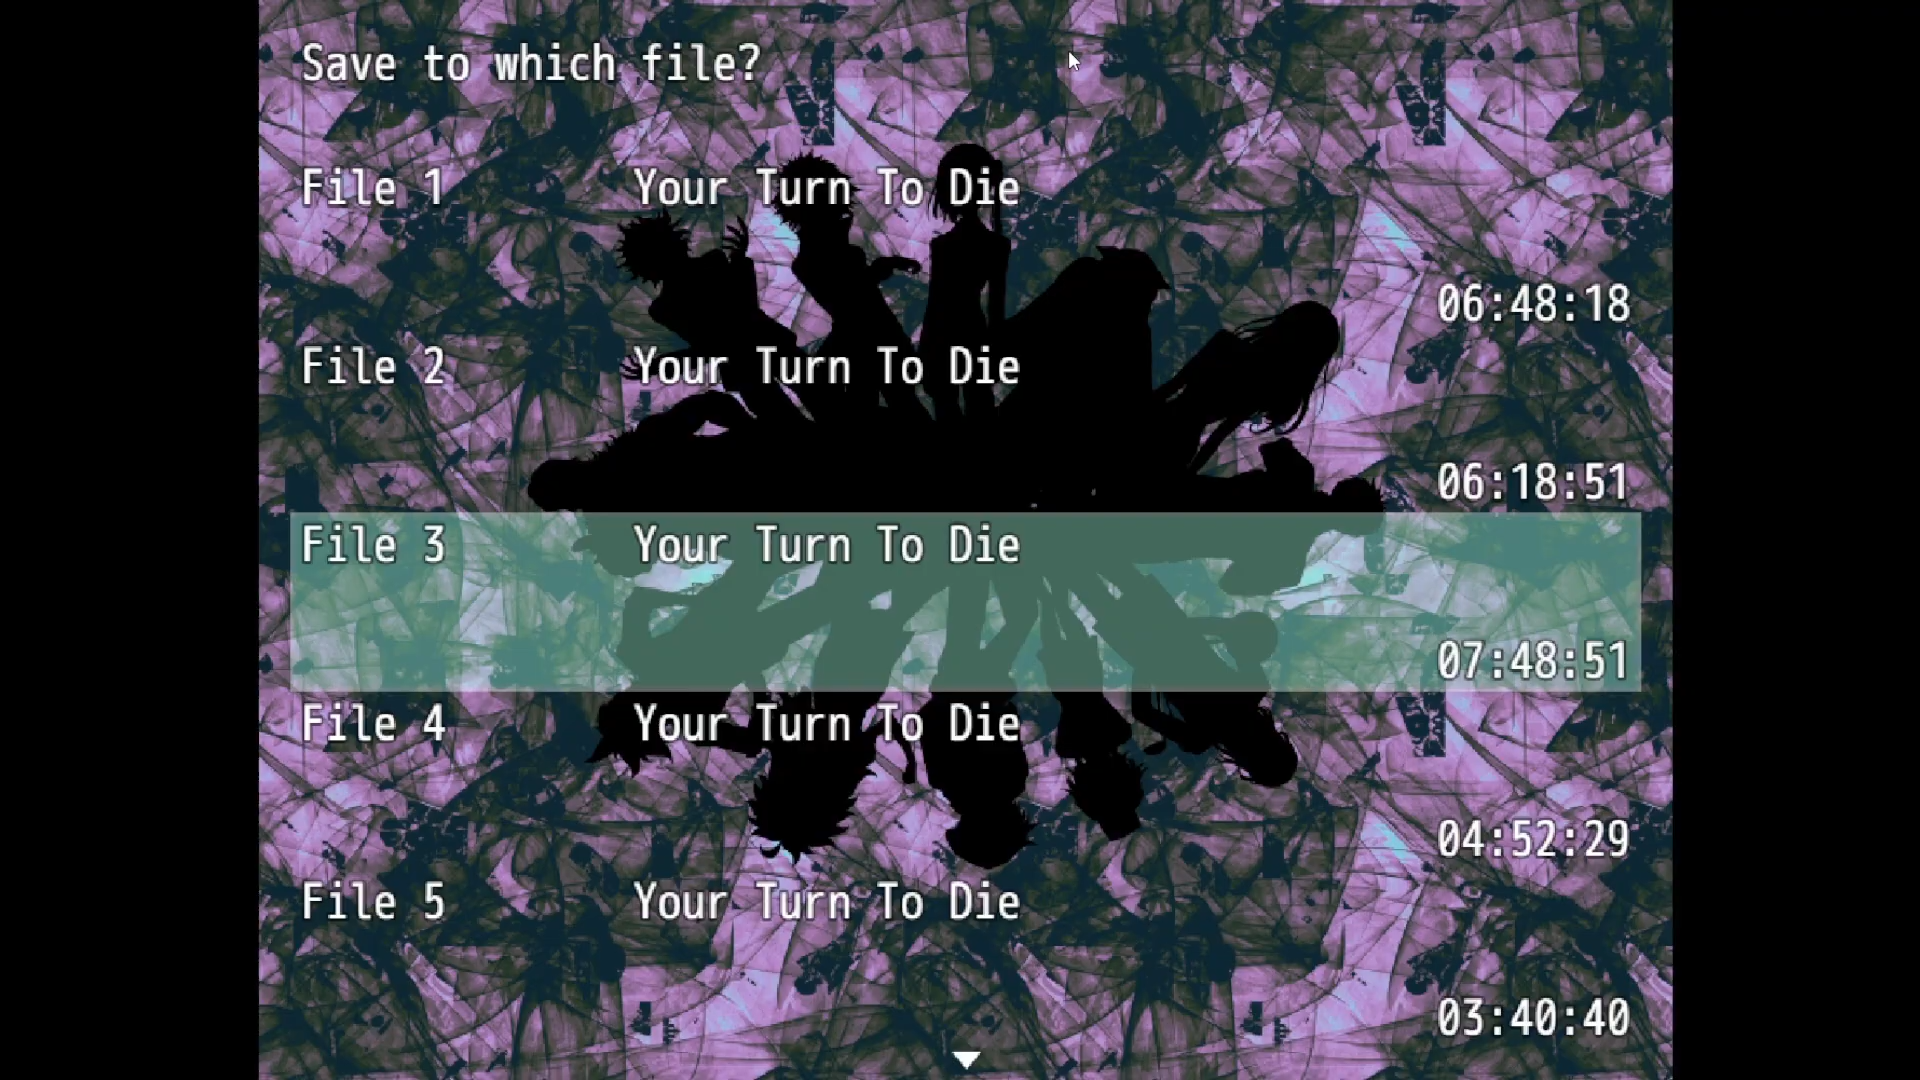 Save to which file?
File 1 Your Turn To Die
06:48:18
File 2 Your Turn To Die
06:18:51
File 3 Your Turn To Die
07:48:51
File 4 Your Turn To Die
04:52:29
File 5 Your Turn To Die
03:40:40